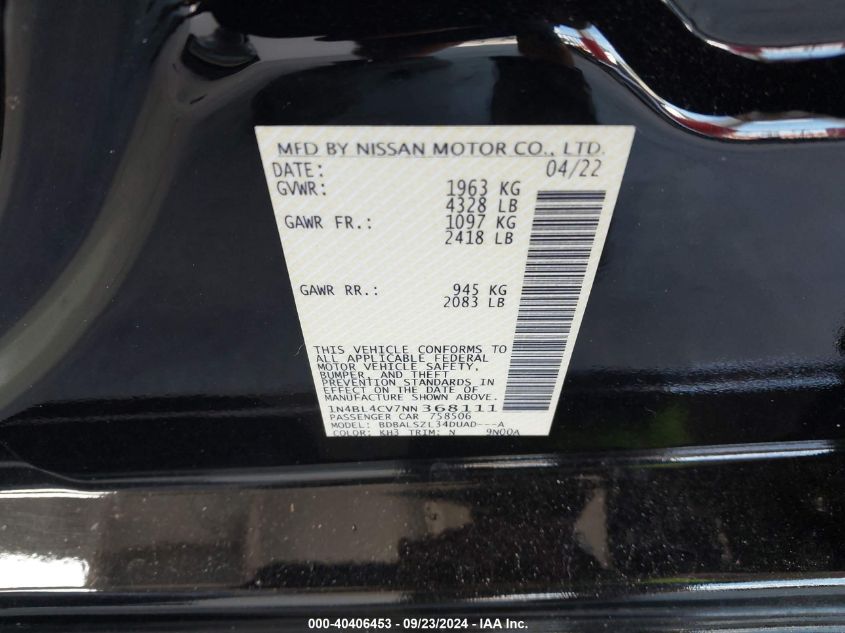 MFD BY NISSAN MOTOR CO., LTD.
DATE: 04/22
GVWR: 1963 KG
4328 LB
GAWR FR.: 1097 KG
2418 LB
GAWR RR.: 945 KG
2083 LB
THIS VEHICLE CONFORMS TO
ALL APPLICABLE FEDERAL
MOTOR VEHICLE SAFETY,
BUMPER, AND THEFT
PREVENTION STANDARDS IN
EFFECT ON THE DATE OF
MANUFACTURE SHOWN ABOVE.
1N4BL4CV7NN368111
PASSENGER CAR 758506
MODEL: BDBALSZL34DUAD---A
COLOR: KH3 TRIM: N 9N00A
000-40406453 - 09/23/2024 - IAA Inc.